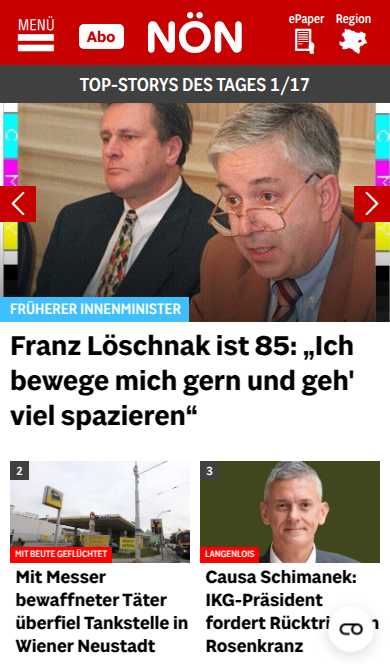 MENÜ
Abo
NÖN
ePaper
Region
TOP-STORYS DES TAGES 1/17
FRÜHERER INNENMINISTER
Franz Löschnak ist 85: „Ich
bewege mich gern und geh'
viel spazieren“
2
MIT BEUTE GEFLÜCHTET
Mit Messer
bewaffneter Täter
überfiel Tankstelle in
Wiener Neustadt
3
LANGENLOIS
Causa Schimanek:
IKG-Präsident
fordert
Rosenkranz